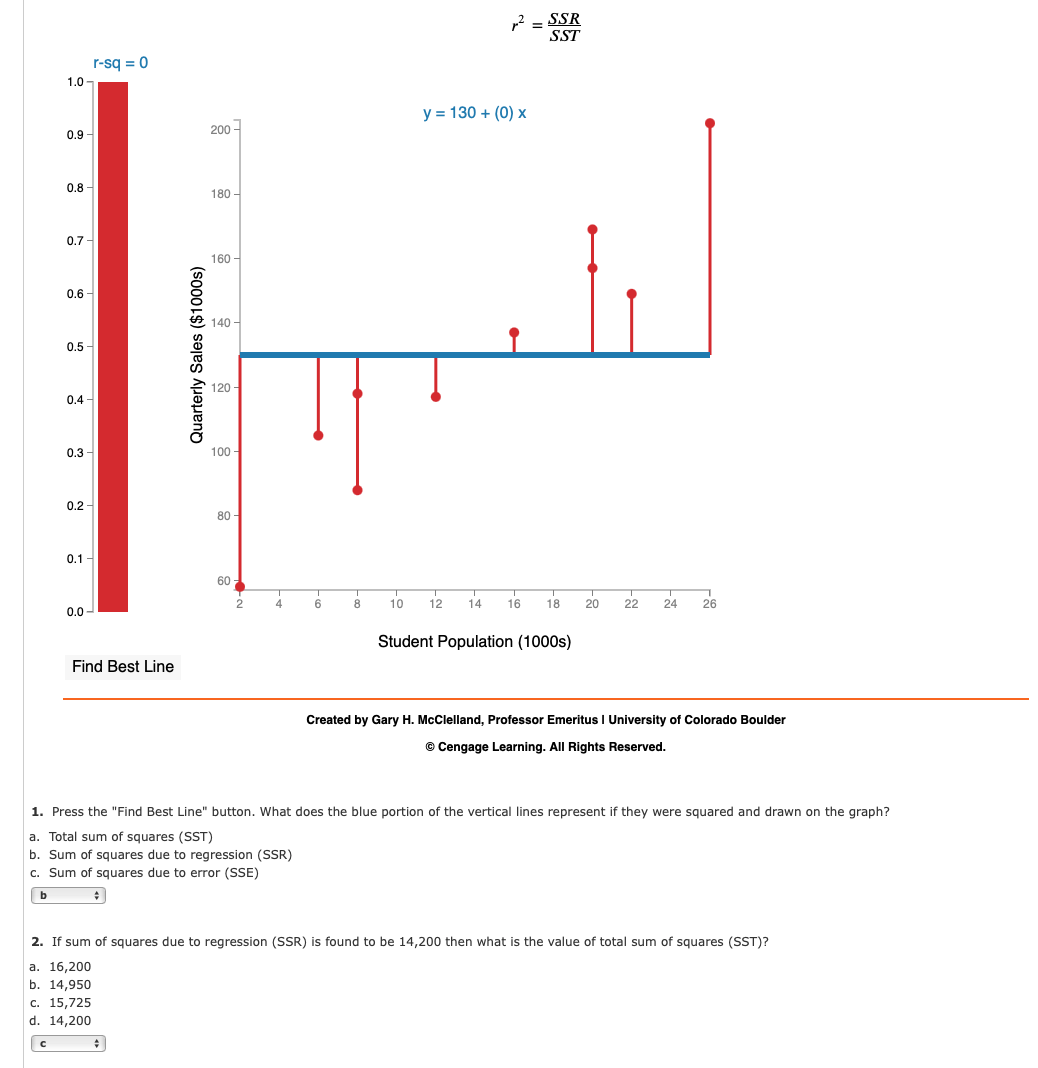 r² = SSR
SST
r-sq = 0
1.0
0.9
0.8
0.7
0.6
0.5
0.4
0.3
0.2
0.1
0.0
y = 130 + (0) x
Quarterly Sales ($1000s)
200
180
160
140
120
100
80
60
2 4 6 8 10 12 14 16 18 20 22 24 26
Student Population (1000s)
Find Best Line
Created by Gary H. McClelland, Professor Emeritus | University of Colorado Boulder
© Cengage Learning. All Rights Reserved.
1. Press the "Find Best Line" button. What does the blue portion of the vertical lines represent if they were squared and drawn on the graph?
a. Total sum of squares (SST)
b. Sum of squares due to regression (SSR)
c. Sum of squares due to error (SSE)
b
2. If sum of squares due to regression (SSR) is found to be 14,200 then what is the value of total sum of squares (SST)?
a. 16,200
b. 14,950
c. 15,725
d. 14,200
c